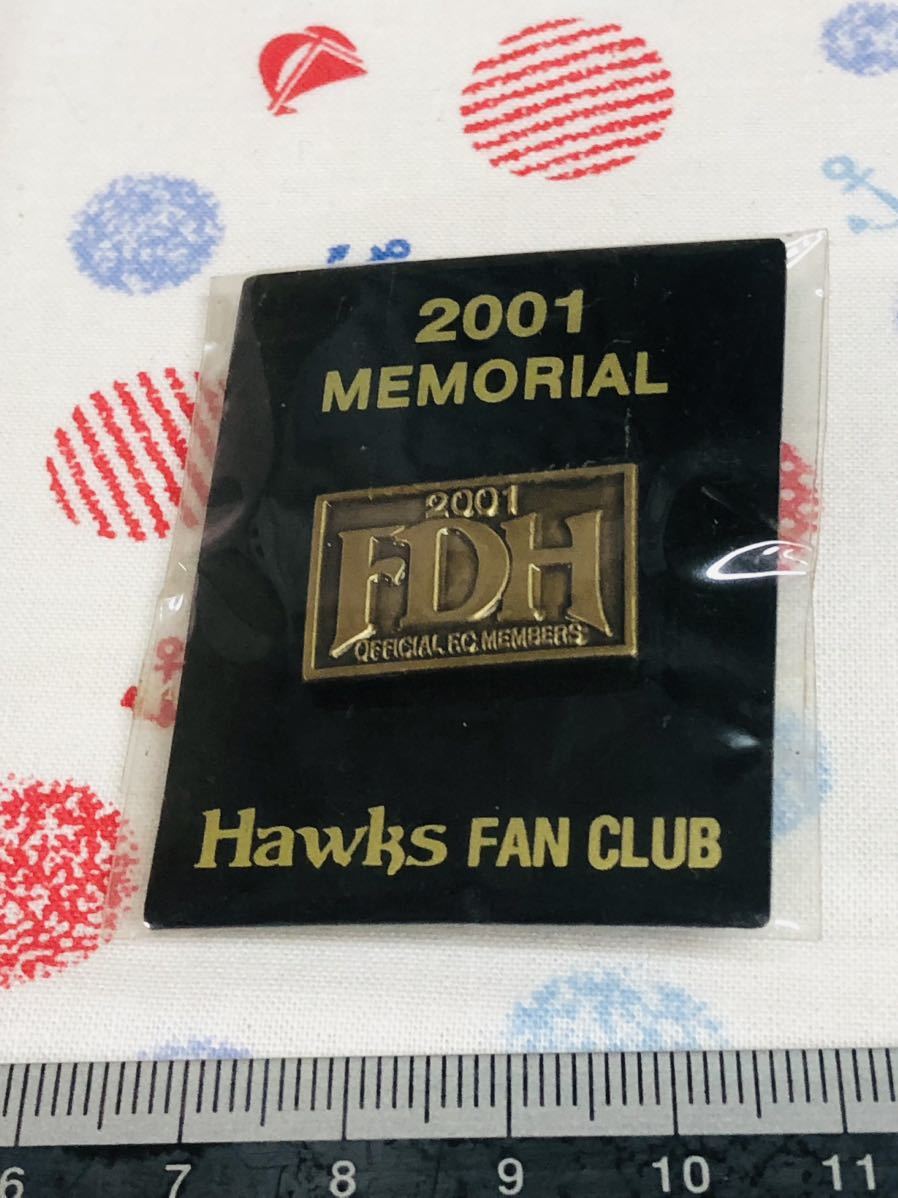 2001
MEMORIAL
2001
FDH
OFFICIAL F.C. MEMBERS
Hawks FAN CLUB
6 7 8 9 10 11